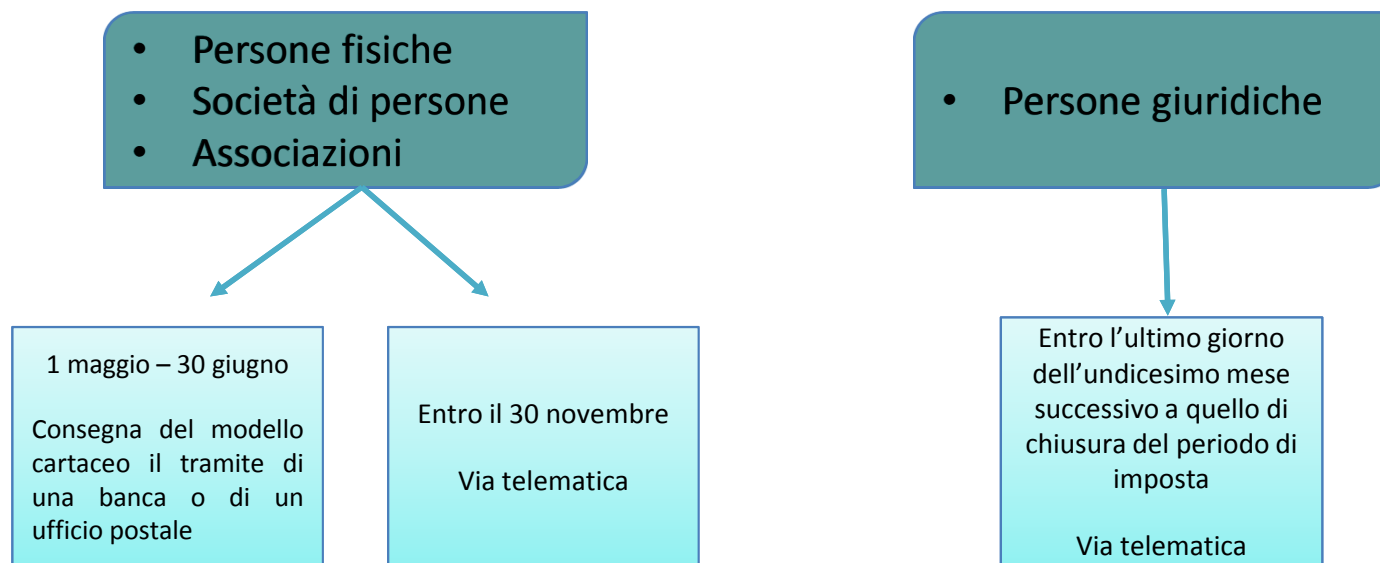 • Persone fisiche
• Società di persone
• Associazioni
• Persone giuridiche
1 maggio – 30 giugno
Consegna del modello
cartaceo il tramite di
una banca o di un
ufficio postale
Entro il 30 novembre
Via telematica
Entro l’ultimo giorno
dell’undicesimo mese
successivo a quello di
chiusura del periodo di
imposta
Via telematica